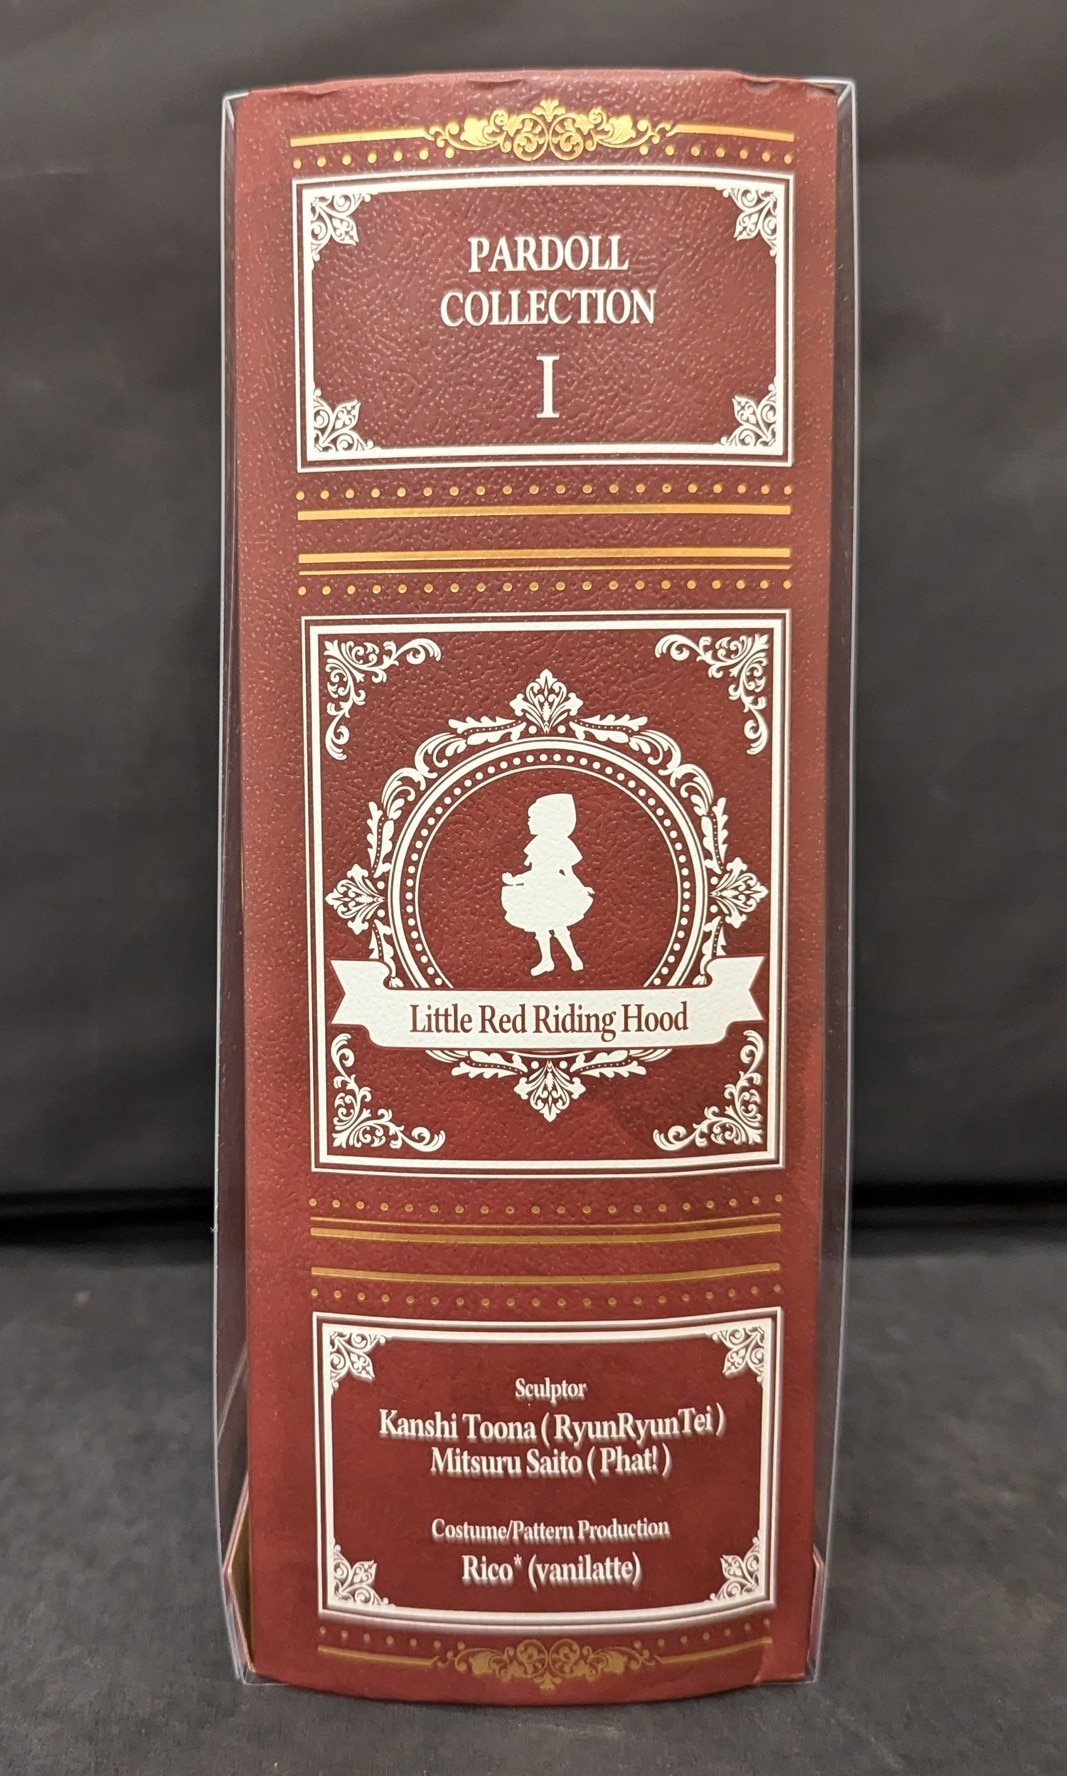 PARDOLL
COLLECTION
I
Little Red Riding Hood
Sculptor
Kanshi Toona ( RyunRyunTei )
Mitsuru Saito ( Phat! )
Costume/Pattern Production
Rico* (vanilatte)